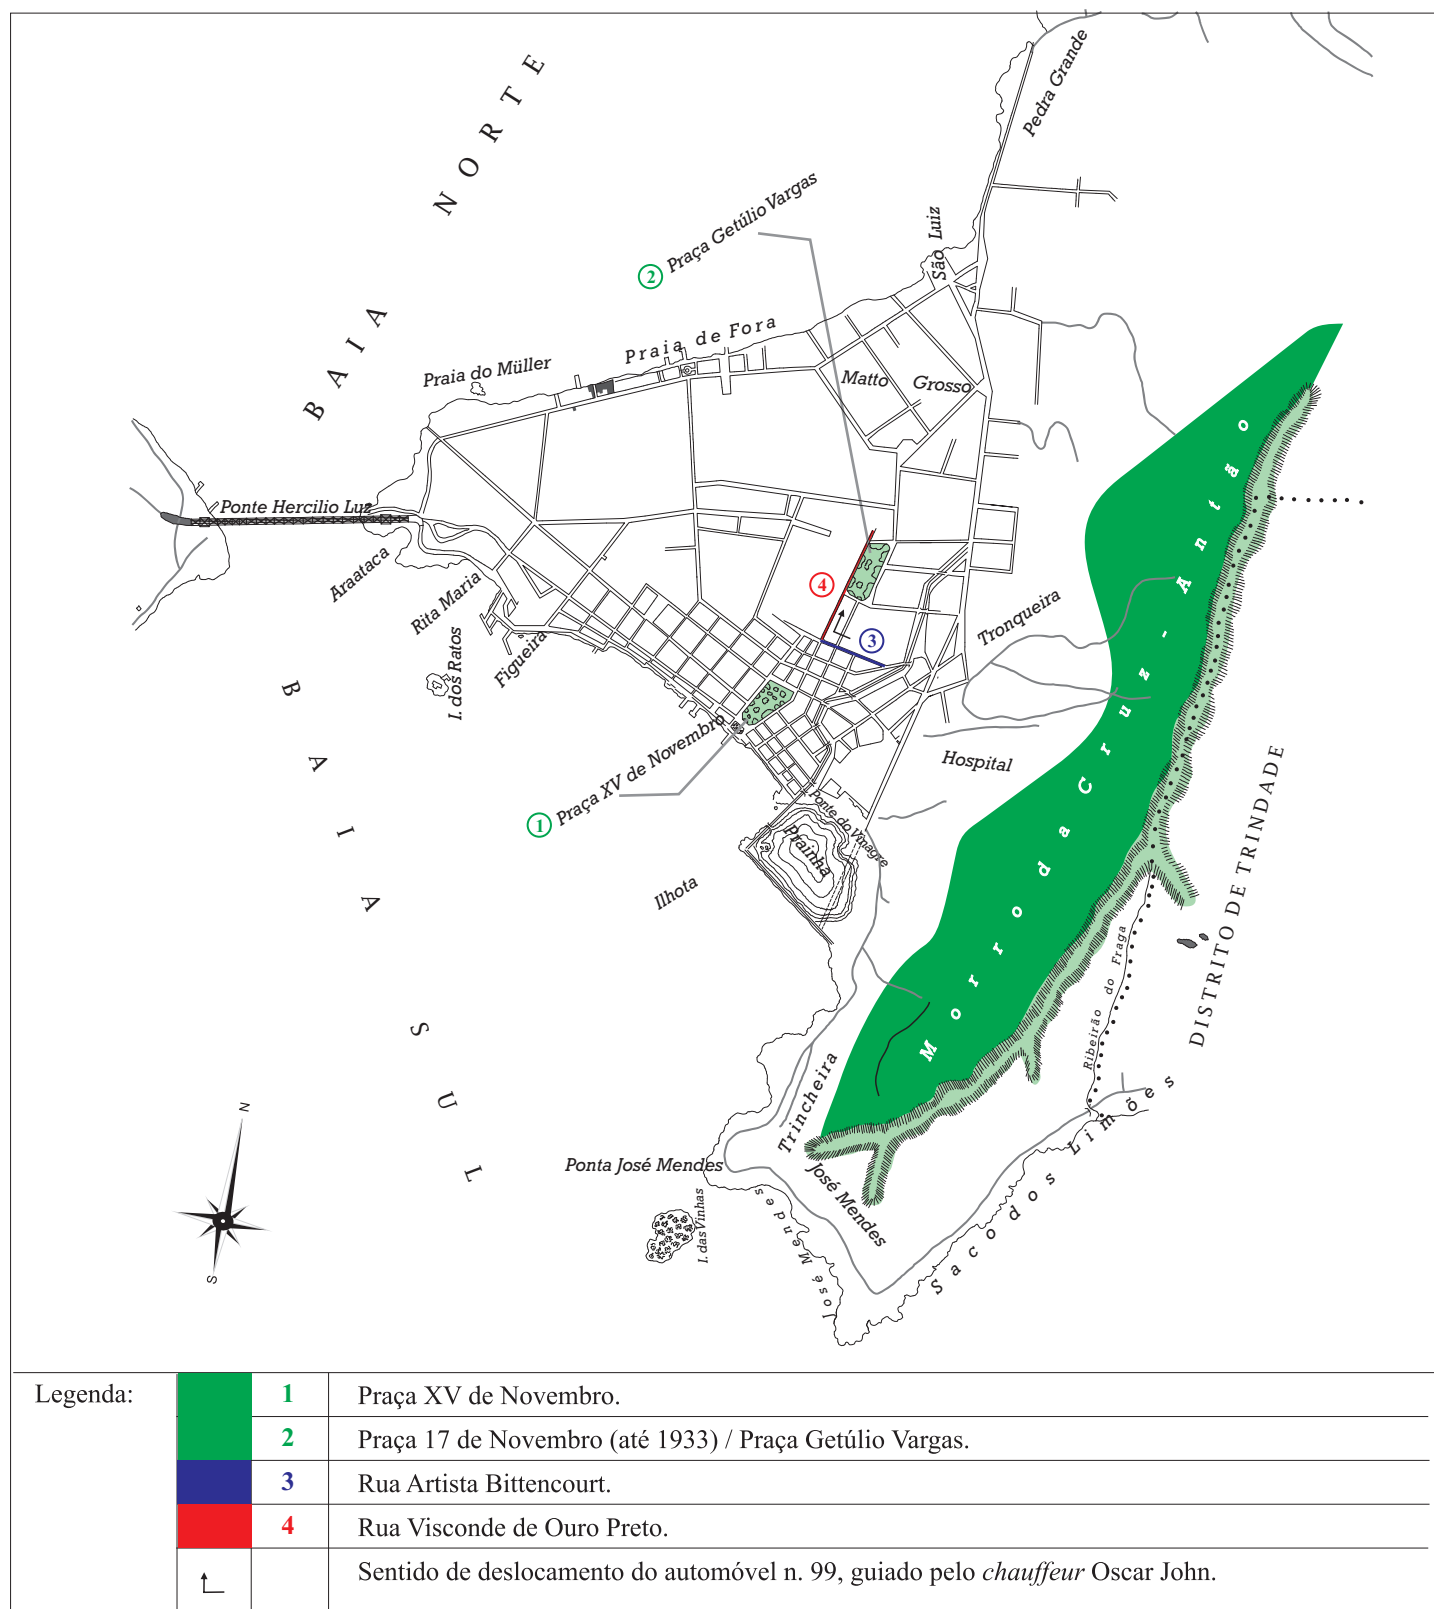 BAIA NORTE
Pedra Grande
2 Praça Getúlio Vargas
São Luiz
Praia de Fora
Praia do Müller
Matto Grosso
Ponte Hercilio Luz
Araataca
Rita Maria
Figueira
I. dos Ratos
4
3
Tronqueira
Morro da Cruz - Antão
BAIA SUL
1 Praça XV de Novembro
Hospital
Ponte do Vinagre
Prainha
Ilhota
DISTRITO DE TRINDADE
Ribeirão do Fraga
Trincheira
Ponta José Mendes
José Mendes
José Mendes
I. das Vinhas
Saco dos Limões
N
S
Legenda:
1 Praça XV de Novembro.
2 Praça 17 de Novembro (até 1933) / Praça Getúlio Vargas.
3 Rua Artista Bittencourt.
4 Rua Visconde de Ouro Preto.
Sentido de deslocamento do automóvel n. 99, guiado pelo chauffeur Oscar John.